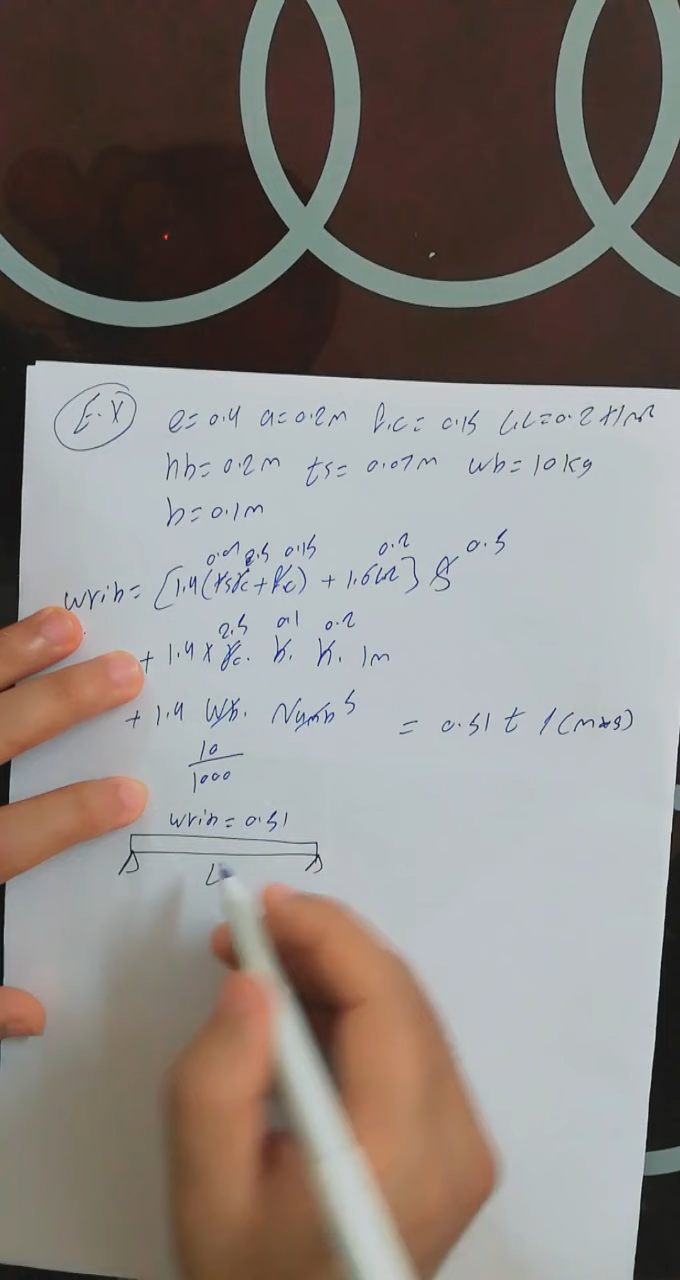 E.X
e=0.4 a=0.2m F.C=0.15 L.L=0.2 t/m²
hb=0.2m ts=0.07m wb=10kg
b=0.1m
0.07 2.5 0.15 0.2 0.5
wrib= [1.4(tsγc+F.c) + 1.6LL] S
2.5 0.1 0.2
+ 1.4 x γc. b. h. 1m
+ 1.4 Wb. Numb 5 = 0.51 t /(m*s)
10
1000
wrib= 0.51
L